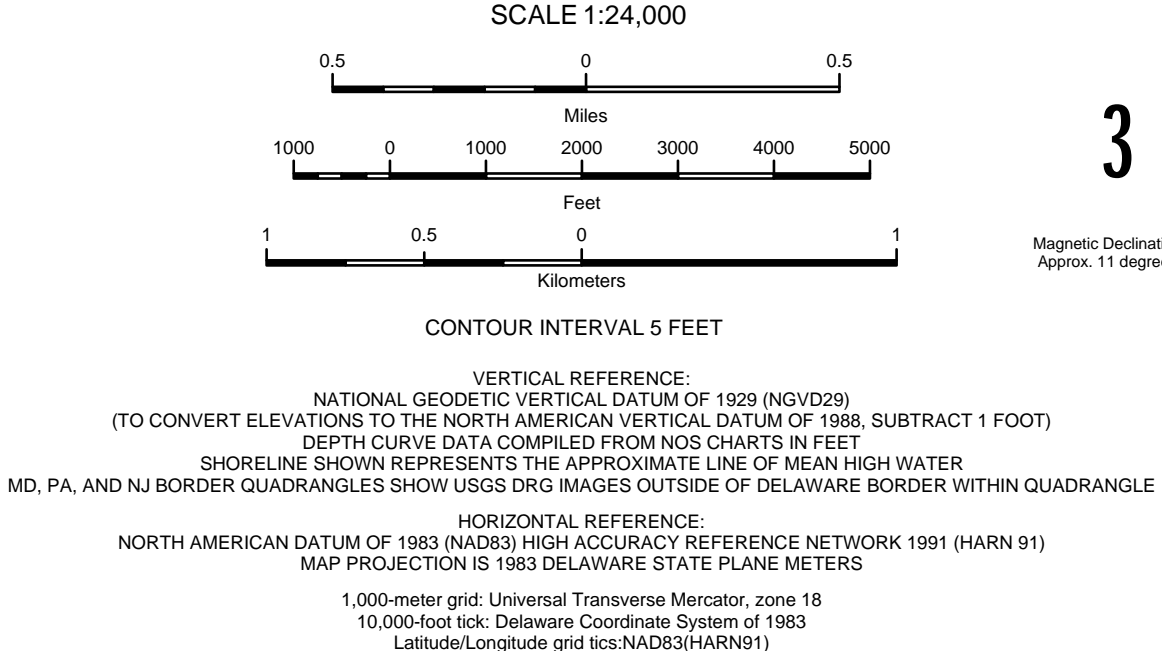 SCALE 1:24,000
0.5 0 0.5
Miles
1000 0 1000 2000 3000 4000 5000
Feet
1 0.5 0 1
Kilometers
3
Magnetic
Approx. 11
CONTOUR INTERVAL 5 FEET
VERTICAL REFERENCE:
NATIONAL GEODETIC VERTICAL DATUM OF 1929 (NGVD29)
(TO CONVERT ELEVATIONS TO THE NORTH AMERICAN VERTICAL DATUM OF 1988, SUBTRACT 1 FOOT)
DEPTH CURVE DATA COMPILED FROM NOS CHARTS IN FEET
SHORELINE SHOWN REPRESENTS THE APPROXIMATE LINE OF MEAN HIGH WATER
MD, PA, AND NJ BORDER QUADRANGLES SHOW USGS DRG IMAGES OUTSIDE OF DELAWARE BORDER WITHIN QUADRANGLE
HORIZONTAL REFERENCE:
NORTH AMERICAN DATUM OF 1983 (NAD83) HIGH ACCURACY REFERENCE NETWORK 1991 (HARN 91)
MAP PROJECTION IS 1983 DELAWARE STATE PLANE METERS
1,000-meter grid: Universal Transverse Mercator, zone 18
10,000-foot tick: Delaware Coordinate System of 1983
Latitude/Longitude grid tics:NAD83(HARN91)